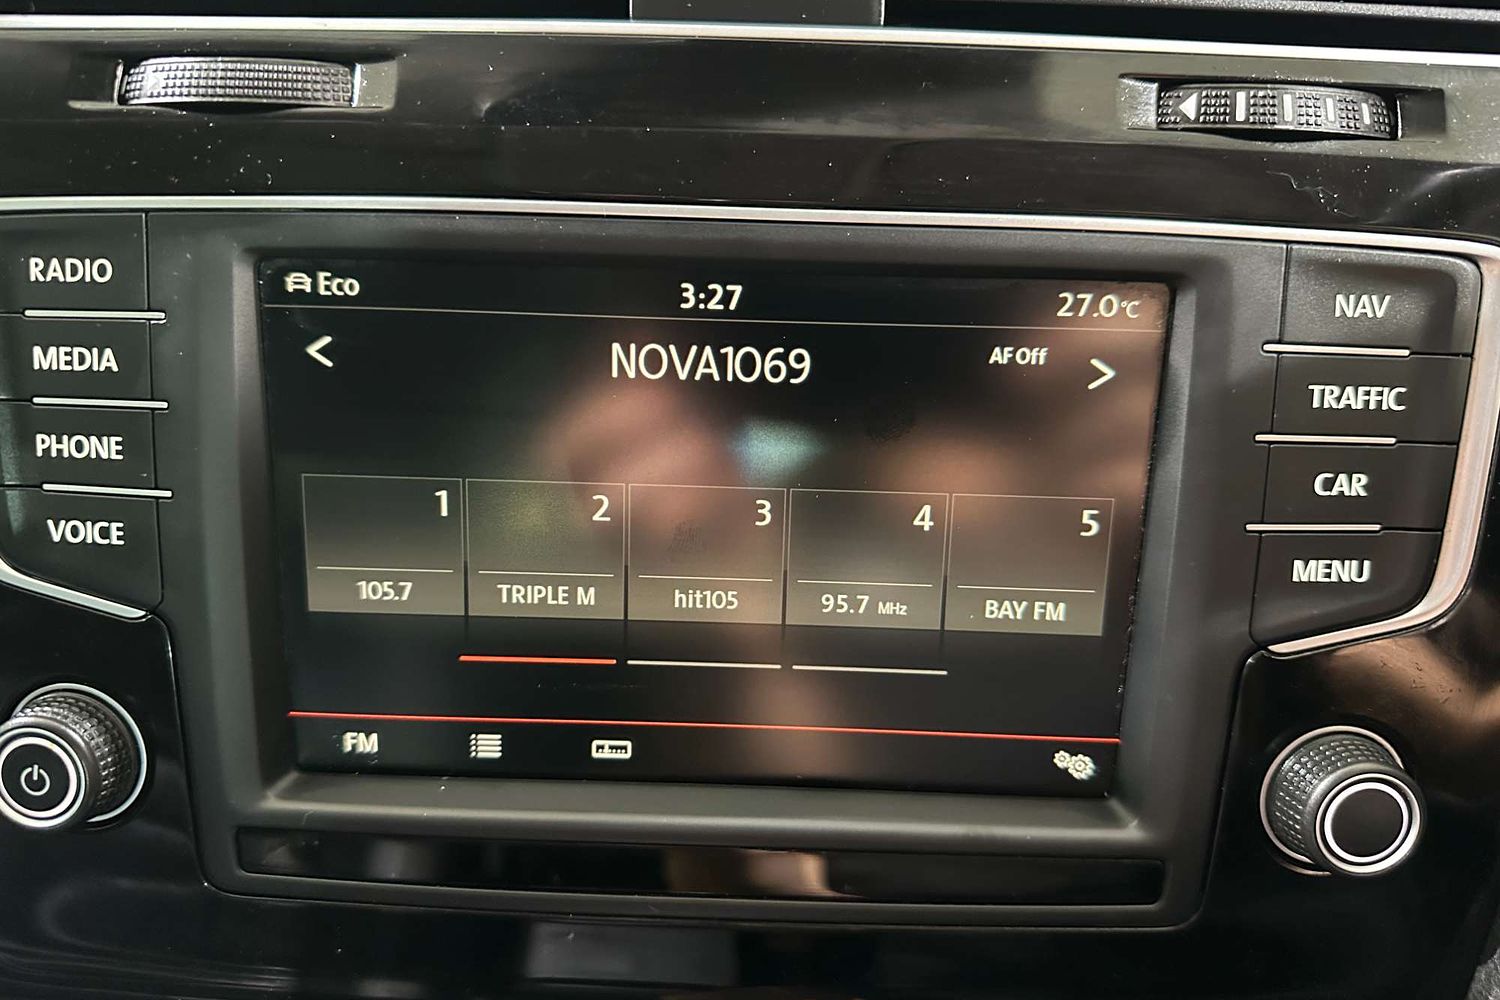 RADIO
MEDIA
PHONE
VOICE
Eco
3:27
27.0°C
NOVA1069
AF Off
1
105.7
2
TRIPLE M
3
hit105
4
95.7 MHz
5
BAY FM
FM
NAV
TRAFFIC
CAR
MENU